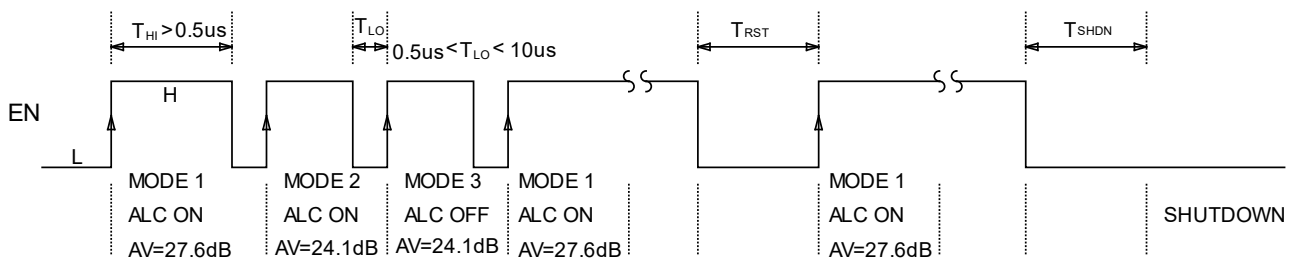 THI>0.5us
TLO
0.5us<TLO< 10us
TRST
TSHDN
EN
H
L
MODE 1
ALC ON
AV=27.6dB
MODE 2
ALC ON
AV=24.1dB
MODE 3
ALC OFF
AV=24.1dB
MODE 1
ALC ON
AV=27.6dB
MODE 1
ALC ON
AV=27.6dB
SHUTDOWN